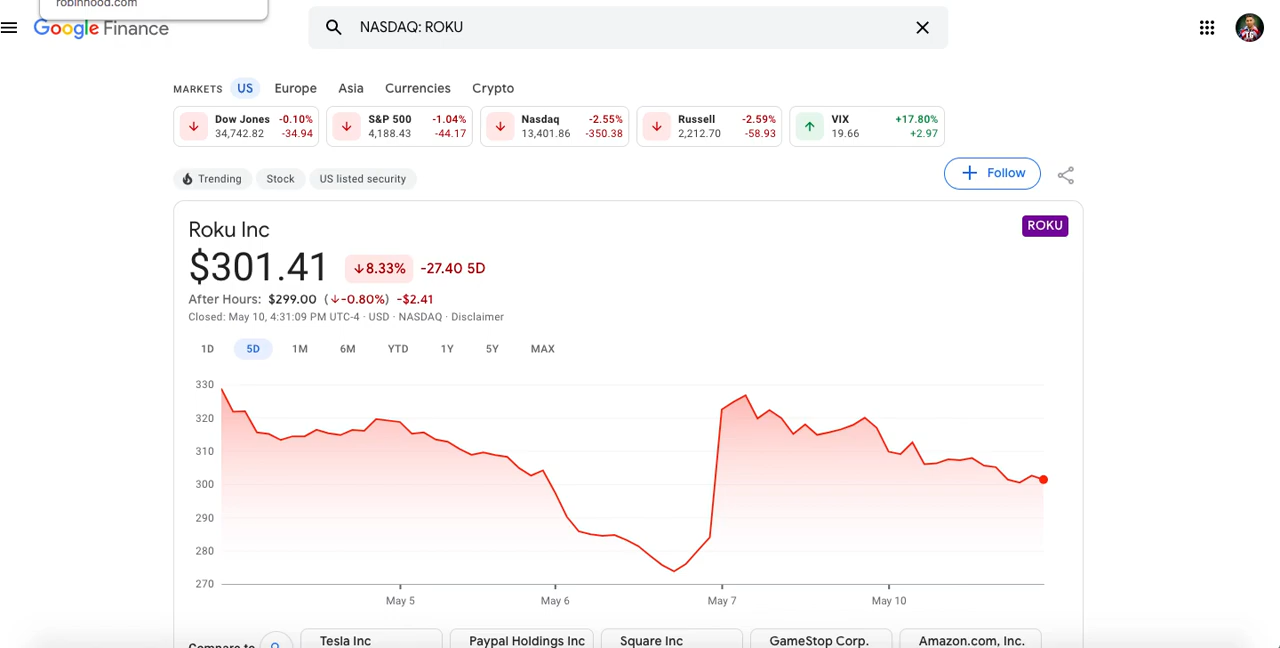 robinhood.com
Google Finance
NASDAQ: ROKU
MARKETS US Europe Asia Currencies Crypto
Dow Jones -0.10% S&P 500 -1.04% Nasdaq -2.55% Russell -2.59% VIX +17.80%
34,742.82 -34.94 4,188.43 -44.17 13,401.86 -350.38 2,212.70 -58.93 19.66 +2.97
Trending Stock US listed security
Follow
Roku Inc
ROKU
$301.41 ↓8.33% -27.40 5D
After Hours: $299.00 (↓-0.80%) -$2.41
Closed: May 10, 4:31:09 PM UTC-4 · USD · NASDAQ · Disclaimer
1D 5D 1M 6M YTD 1Y 5Y MAX
330
320
310
300
290
280
270
May 5 May 6 May 7 May 10
Compare to Tesla Inc Paypal Holdings Inc Square Inc GameStop Corp. Amazon.com, Inc.